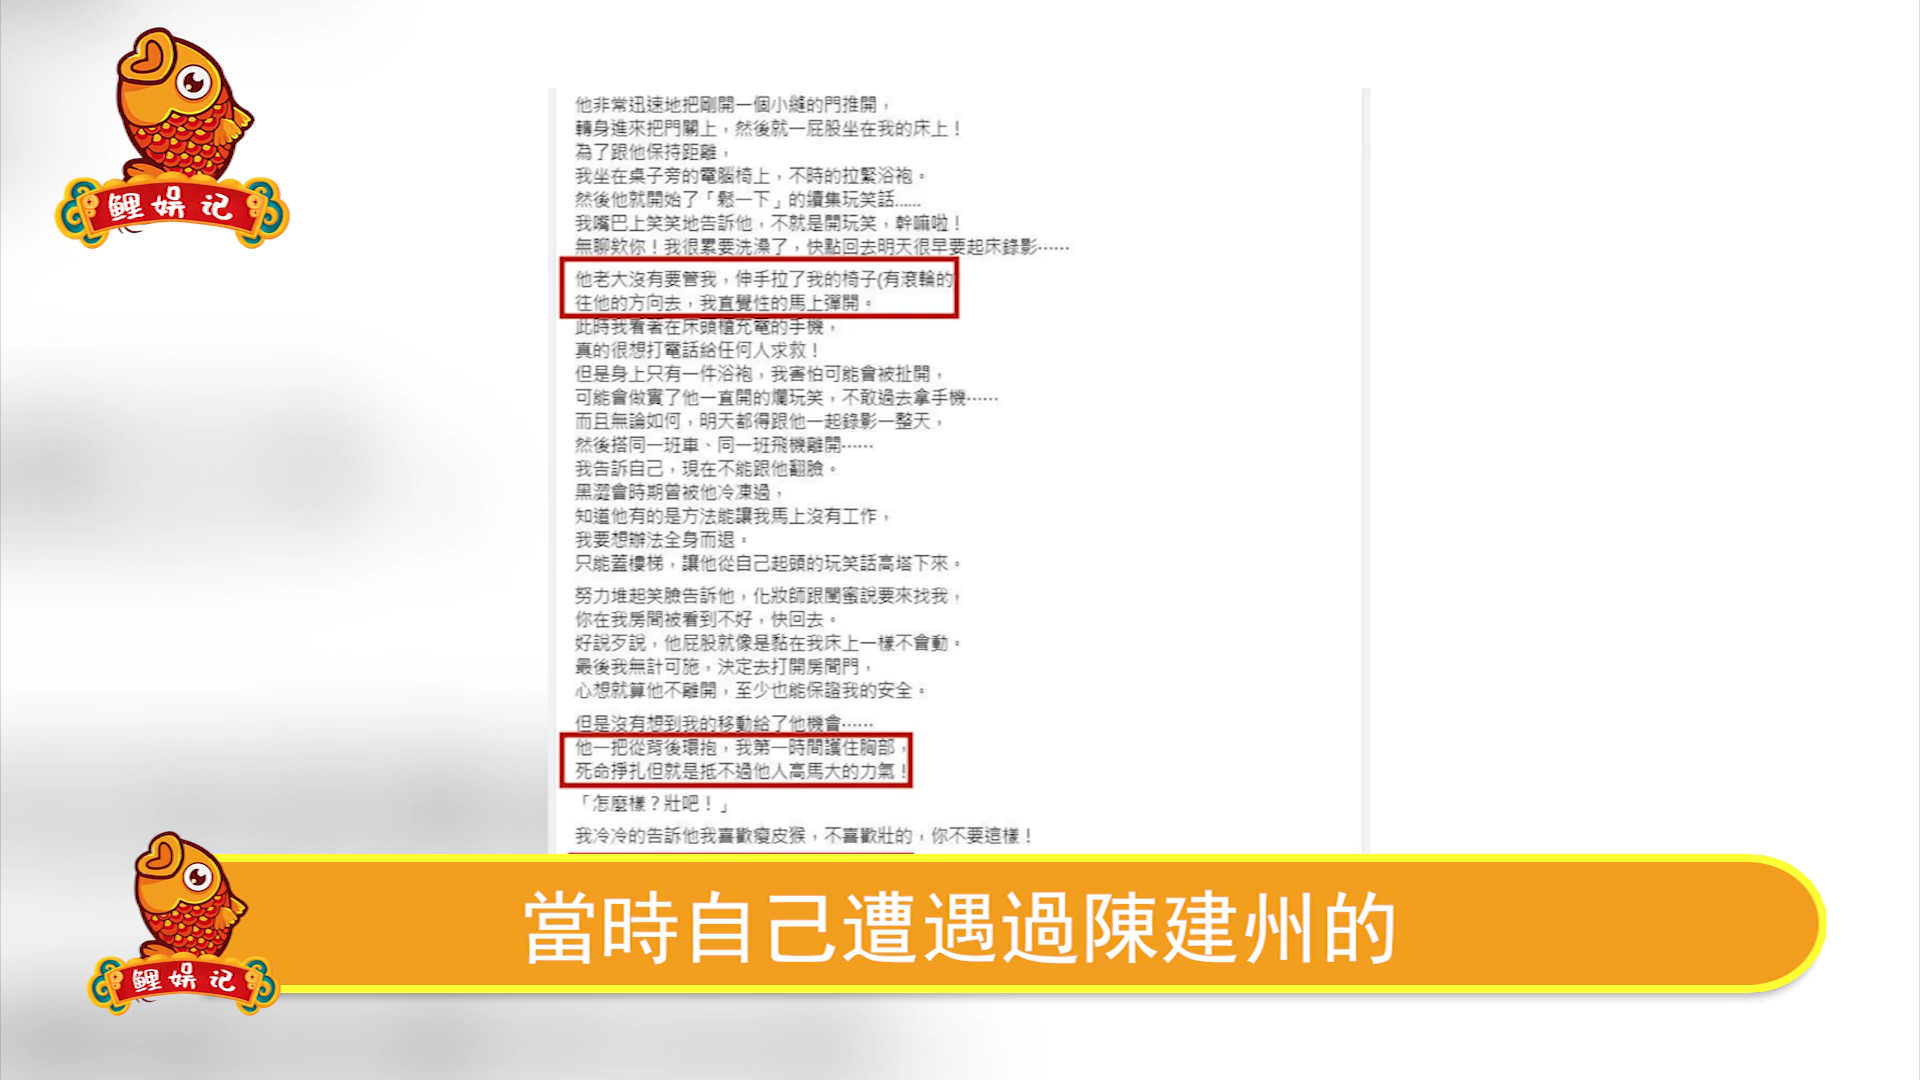 鲤娱记
他非常迅速地把剛開一個小縫的門推開，
轉身進來把門關上，然後就一屁股坐在我的床上！
為了跟他保持距離，
我坐在桌子旁的電腦椅上，不時的拉緊浴袍。
然後他就開始了「鬆一下」的續集玩笑話......
我嘴巴上笑笑地告訴他，不就是開玩笑，幹嘛啦！
無聊欸你！我很累要洗澡了，快點回去明天很早要起床錄影⋯⋯
他老大沒有要管我，伸手拉了我的椅子(有滾輪的
往他的方向去，我直覺性的馬上彈開。
此時我看著在床頭櫃充電的手機，
真的很想打電話給任何人求救！
但是身上只有一件浴袍，我害怕可能會被扯開，
可能會做實了他一直開的爛玩笑，不敢過去拿手機⋯⋯
而且無論如何，明天都得跟他一起錄影一整天，
然後搭同一班車、同一班飛機離開⋯⋯
我告訴自己，現在不能跟他翻臉。
黑澀會時期曾被他冷凍過，
知道他有的是方法能讓我馬上沒有工作，
我要想辦法全身而退。
只能蓋樓梯，讓他從自己起頭的玩笑話高塔下來。
努力堆起笑臉告訴他，化妝師跟閨蜜說要來找我，
你在我房間被看到不好，快回去。
好說歹說，他屁股就像是黏在我床上一樣不會動。
最後我無計可施，決定去打開房間門，
心想就算他不離開，至少也能保證我的安全。
但是沒有想到我的移動給了他機會⋯⋯
他一把從背後環抱，我第一時間護住胸部，
死命掙扎但就是抵不過他人高馬大的力氣！
「怎麼樣？壯吧！」
我冷冷的告訴他我喜歡瘦皮猴，不喜歡壯的，你不要這樣！
當時自己遭遇過陳建州的
鲤娱记